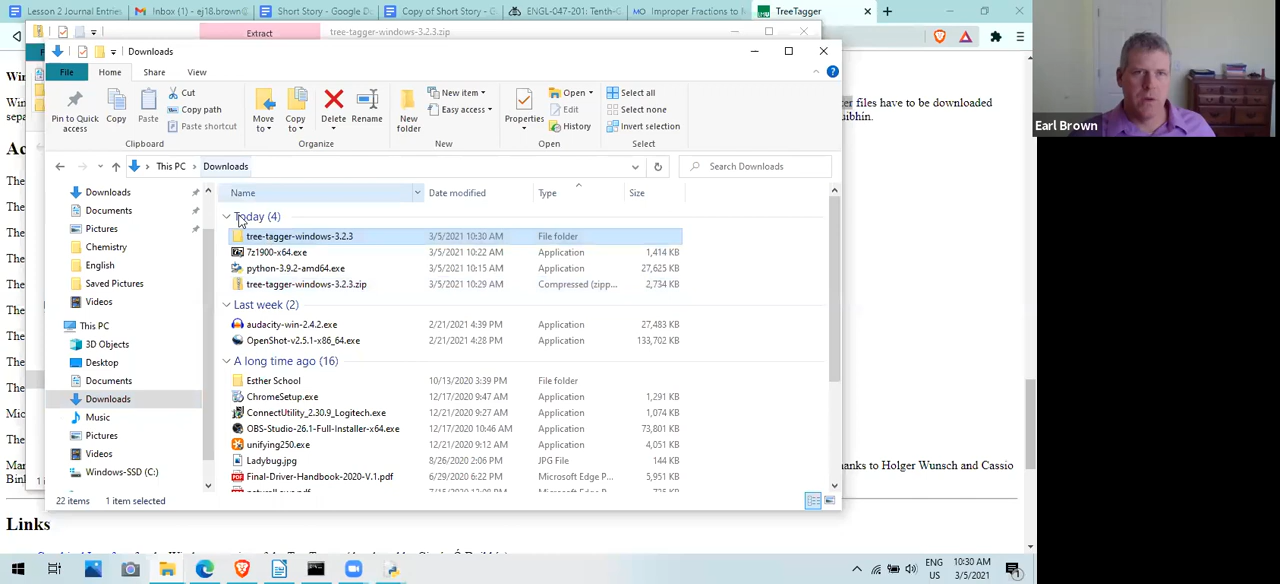 Lesson 2 Journal Entries
Inbox (1) - ej18.brown@
Short Story - Google D
Copy of Short Story - G
ENGL-047-201: Tenth-G
Improper Fractions to M
TreeTagger
Extract
tree-tagger-windows-3.2.3.zip
Downloads
File
Home
Share
View
Pin to Quick access
Copy
Paste
Cut
Copy path
Paste shortcut
Move to
Copy to
Delete
Rename
New folder
New item
Easy access
Properties
Open
Edit
History
Select all
Select none
Invert selection
Clipboard
Organize
New
Open
Select
This PC
Downloads
Search Downloads
Name
Date modified
Type
Size
Today (4)
tree-tagger-windows-3.2.3 3/5/2021 10:30 AM File folder
7z1900-x64.exe 3/5/2021 10:22 AM Application 1,414 KB
python-3.9.2-amd64.exe 3/5/2021 10:15 AM Application 27,625 KB
tree-tagger-windows-3.2.3.zip 3/5/2021 10:29 AM Compressed (zipp... 2,734 KB
Last week (2)
audacity-win-2.4.2.exe 2/21/2021 4:39 PM Application 27,483 KB
OpenShot-v2.5.1-x86_64.exe 2/21/2021 4:28 PM Application 133,702 KB
A long time ago (16)
Esther School 10/13/2020 3:39 PM File folder
ChromeSetup.exe 12/17/2020 9:47 AM Application 1,291 KB
ConnectUtility_2.30.9_Logitech.exe 12/21/2020 9:27 AM Application 1,074 KB
OBS-Studio-26.1-Full-Installer-x64.exe 12/17/2020 10:46 AM Application 73,801 KB
unifying250.exe 12/21/2020 9:12 AM Application 4,051 KB
Ladybug.jpg 8/26/2020 2:06 PM JPG File 144 KB
Final-Driver-Handbook-2020-V.1.pdf 6/29/2020 6:22 PM Microsoft Edge P... 5,951 KB
Downloads
Documents
Pictures
Chemistry
English
Saved Pictures
Videos
This PC
3D Objects
Desktop
Documents
Downloads
Music
Pictures
Videos
Windows-SSD (C:)
22 items
1 item selected
files have to be downloaded
Links
Earl Brown
ENG
US
10:30 AM
3/5/2021